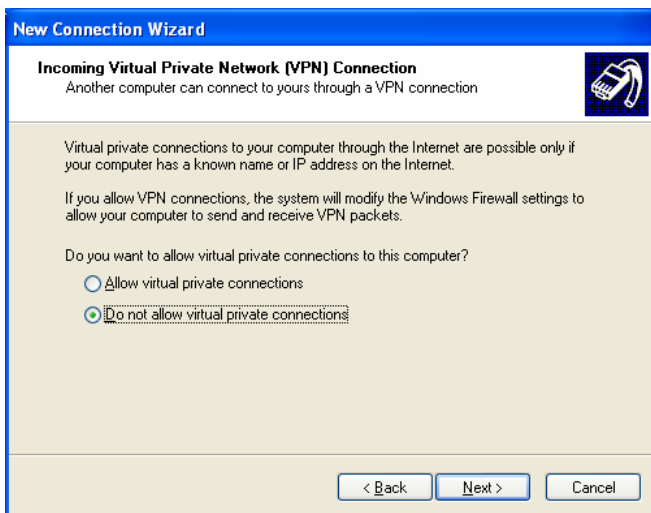 New Connection Wizard
Incoming Virtual Private Network (VPN) Connection
Another computer can connect to yours through a VPN connection
Virtual private connections to your computer through the Internet are possible only if
your computer has a known name or IP address on the Internet.
If you allow VPN connections, the system will modify the Windows Firewall settings to
allow your computer to send and receive VPN packets.
Do you want to allow virtual private connections to this computer?
Allow virtual private connections
Do not allow virtual private connections
< Back Next > Cancel